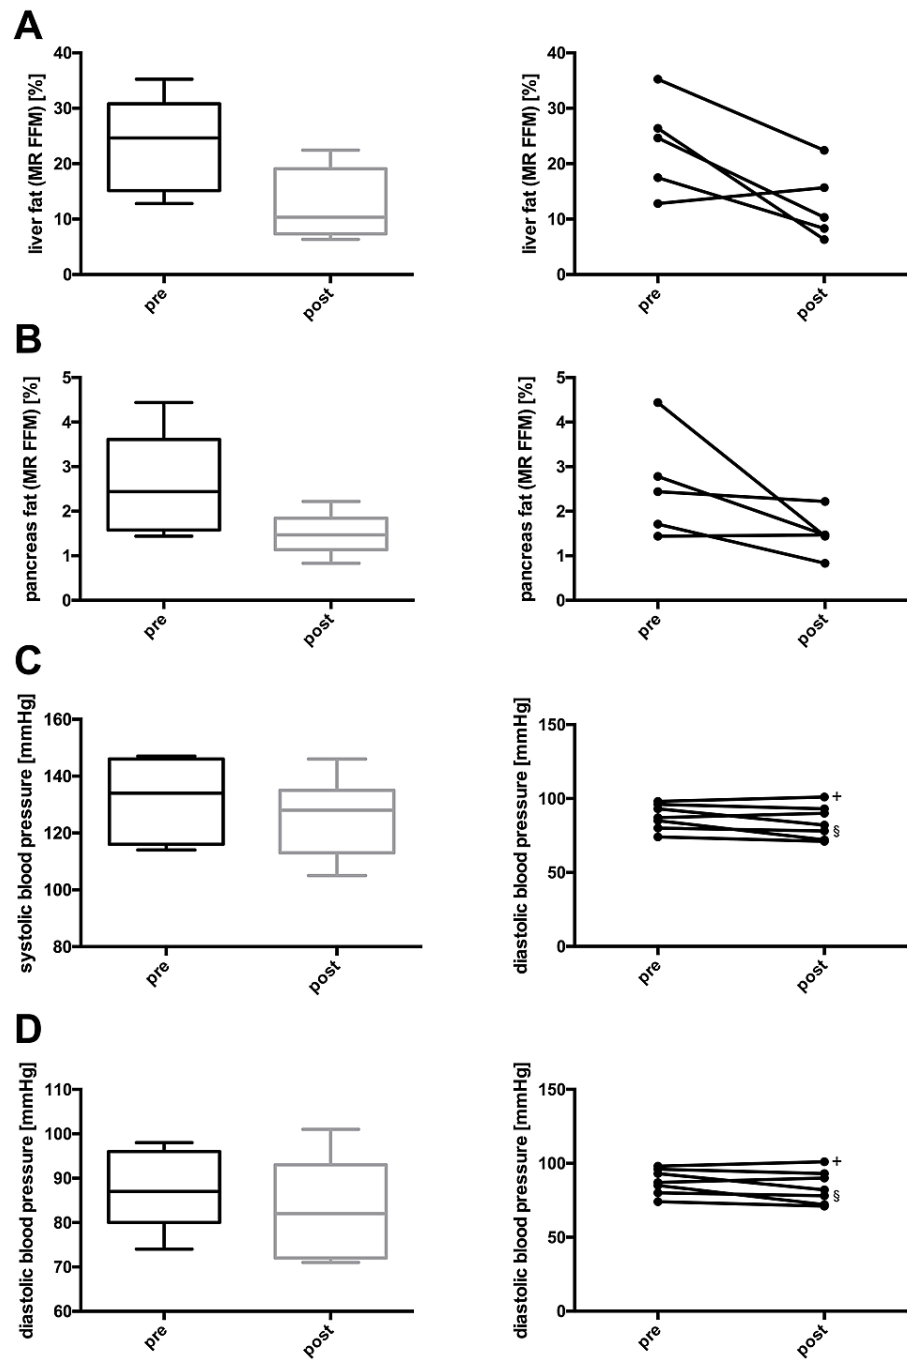 A
liver fat (MR FFM) [%]
40
30
20
10
0
pre
post
liver fat (MR FFM) [%]
40
30
20
10
0
pre
post
B
pancreas fat (MR FFM) [%]
5
4
3
2
1
0
pre
post
pancreas fat (MR FFM) [%]
5
4
3
2
1
0
pre
post
C
systolic blood pressure [mmHg]
160
140
120
100
80
pre
post
diastolic blood pressure [mmHg]
150
100
50
0
+
§
pre
post
D
diastolic blood pressure [mmHg]
110
100
90
80
70
60
pre
post
diastolic blood pressure [mmHg]
150
100
50
0
+
§
pre
post